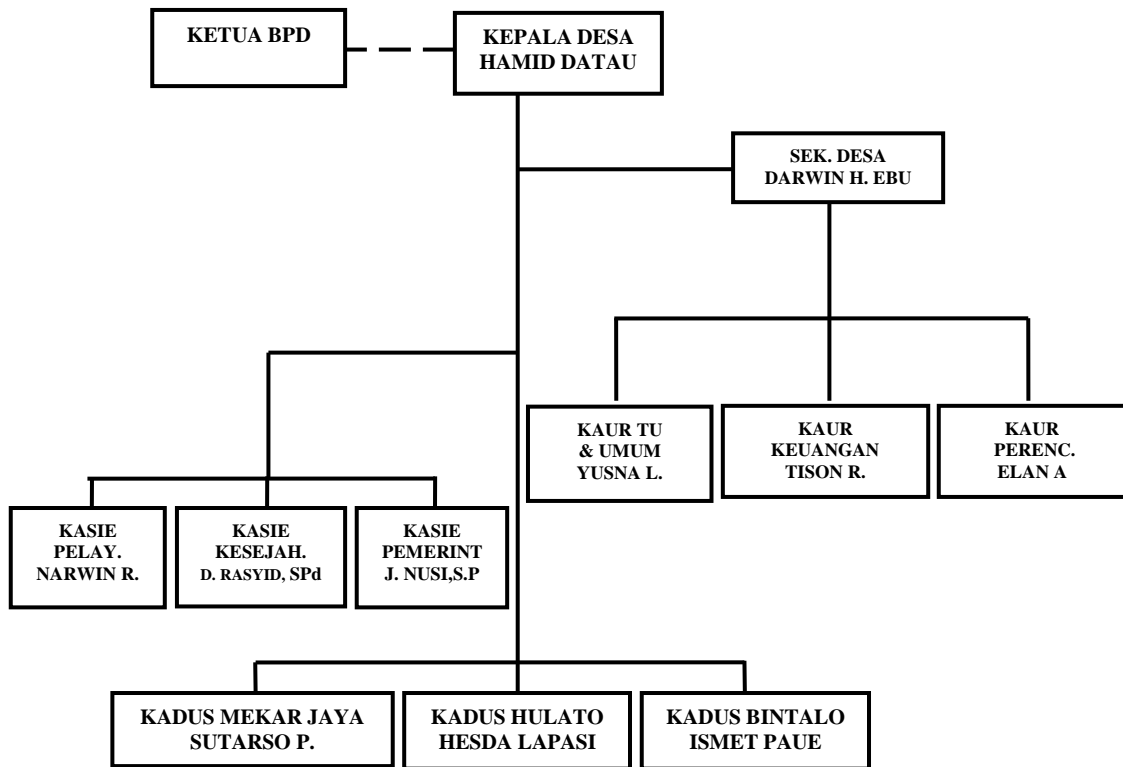 KETUA BPD
KEPALA DESA
HAMID DATAU
SEK. DESA
DARWIN H. EBU
KAUR TU
& UMUM
YUSNA L.
KAUR
KEUANGAN
TISON R.
KAUR
PERENC.
ELAN A
KASIE
PELAY.
NARWIN R.
KASIE
KESEJAH.
D. RASYID, SPd
KASIE
PEMERINT
J. NUSI,S.P
KADUS MEKAR JAYA
SUTARSO P.
KADUS HULATO
HESDA LAPASI
KADUS BINTALO
ISMET PAUE